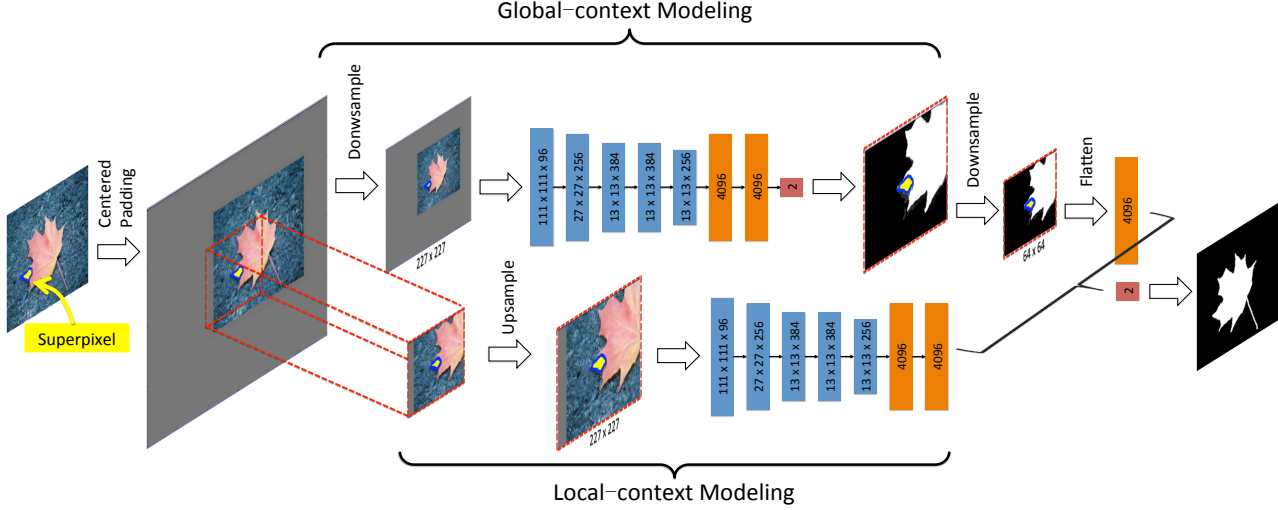 Global-context Modeling
Centered
Padding
Superpixel
Donwsample
227 x 227
111 x 111 x 96
27 x 27 x 256
13 x 13 x 384
13 x 13 x 384
13 x 13 x 256
4096
4096
2
Downsample
64 x 64
Flatten
4096
2
Upsample
227 x 227
111 x 111 x 96
27 x 27 x 256
13 x 13 x 384
13 x 13 x 384
13 x 13 x 256
4096
4096
Local-context Modeling